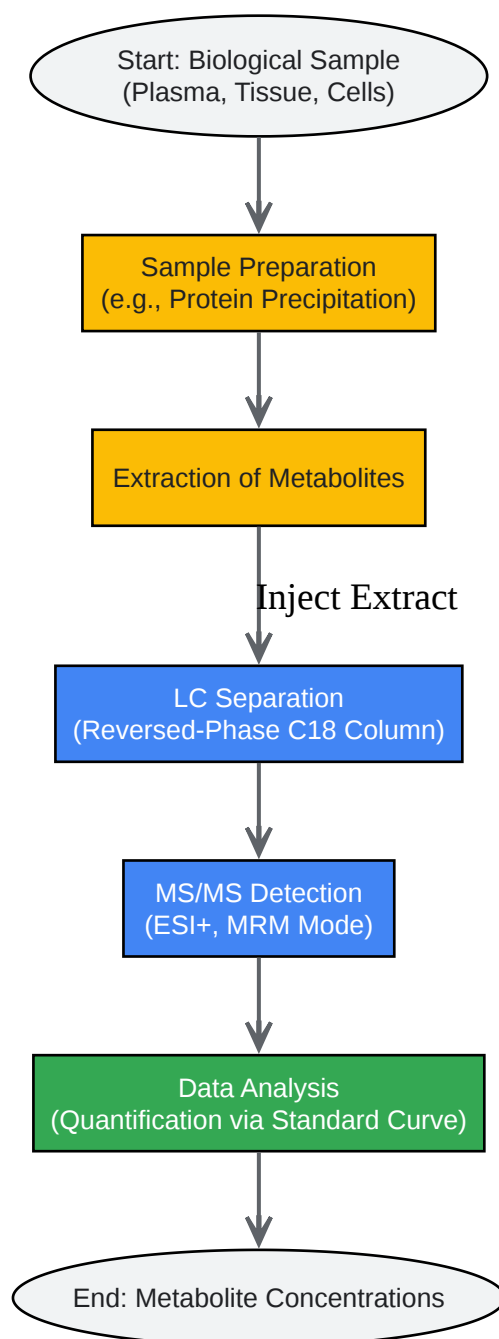 Start: Biological Sample
(Plasma, Tissue, Cells)
Sample Preparation
(e.g., Protein Precipitation)
Extraction of Metabolites
Inject Extract
LC Separation
(Reversed-Phase C18 Column)
MS/MS Detection
(ESI+, MRM Mode)
Data Analysis
(Quantification via Standard Curve)
End: Metabolite Concentrations